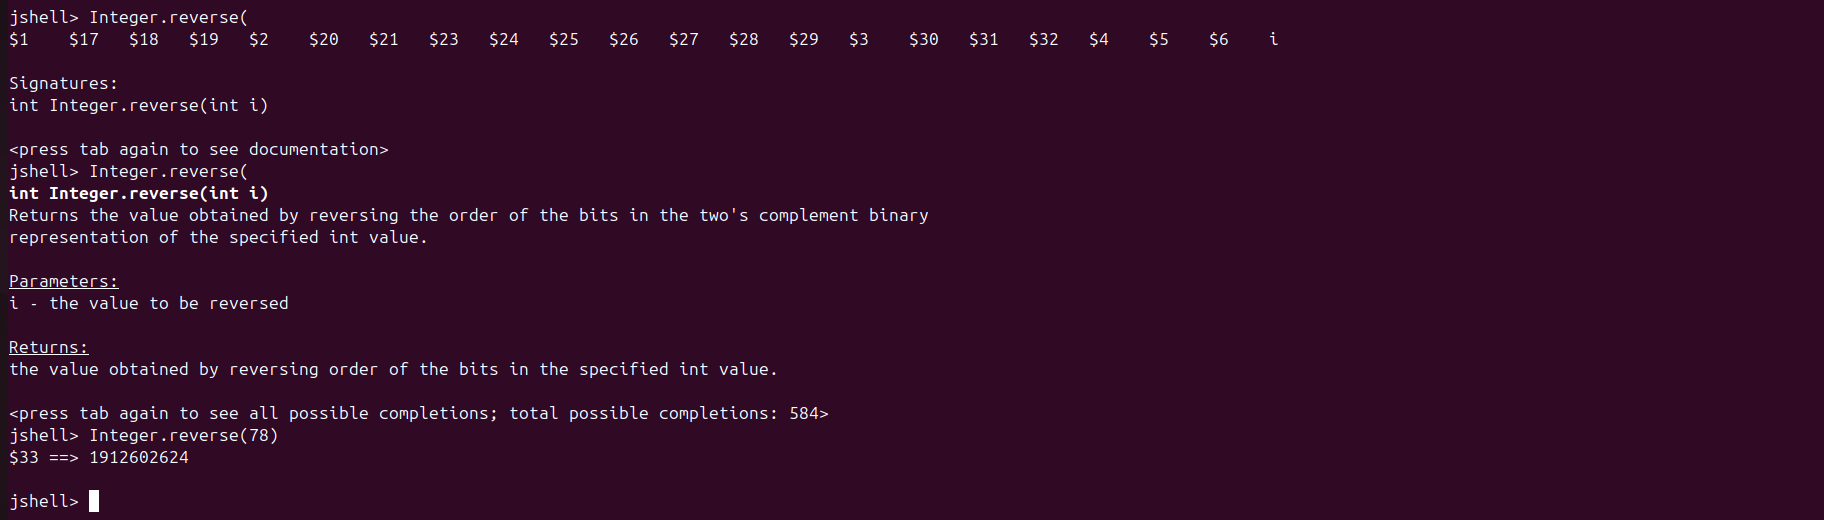 jshell> Integer.reverse(
$1    $17   $18   $19   $2    $20   $21   $23   $24   $25   $26   $27   $28   $29   $3    $30   $31   $32   $4    $5    $6    i
Signatures:
int Integer.reverse(int i)
<press tab again to see documentation>
jshell> Integer.reverse(
int Integer.reverse(int i)
Returns the value obtained by reversing the order of the bits in the two's complement binary
representation of the specified int value.
Parameters:
i - the value to be reversed
Returns:
the value obtained by reversing order of the bits in the specified int value.
<press tab again to see all possible completions; total possible completions: 584>
jshell> Integer.reverse(78)
$33 ==> 1912602624
jshell>